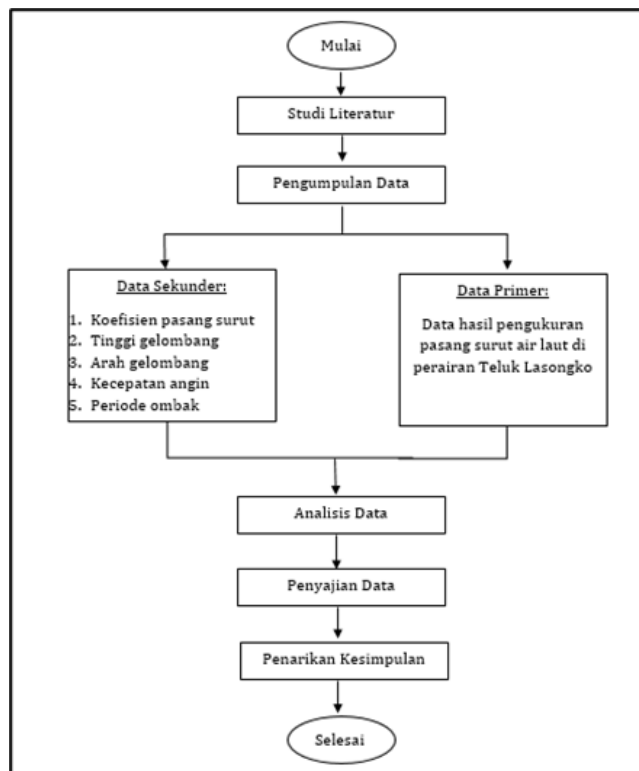 Mulai
Studi Literatur
Pengumpulan Data
Data Sekunder:
1. Koefisien pasang surut
2. Tinggi gelombang
3. Arah gelombang
4. Kecepatan angin
5. Periode ombak
Data Primer:
Data hasil pengukuran
pasang surut air laut di
perairan Teluk Lasongko
Analisis Data
Penyajian Data
Penarikan Kesimpulan
Selesai